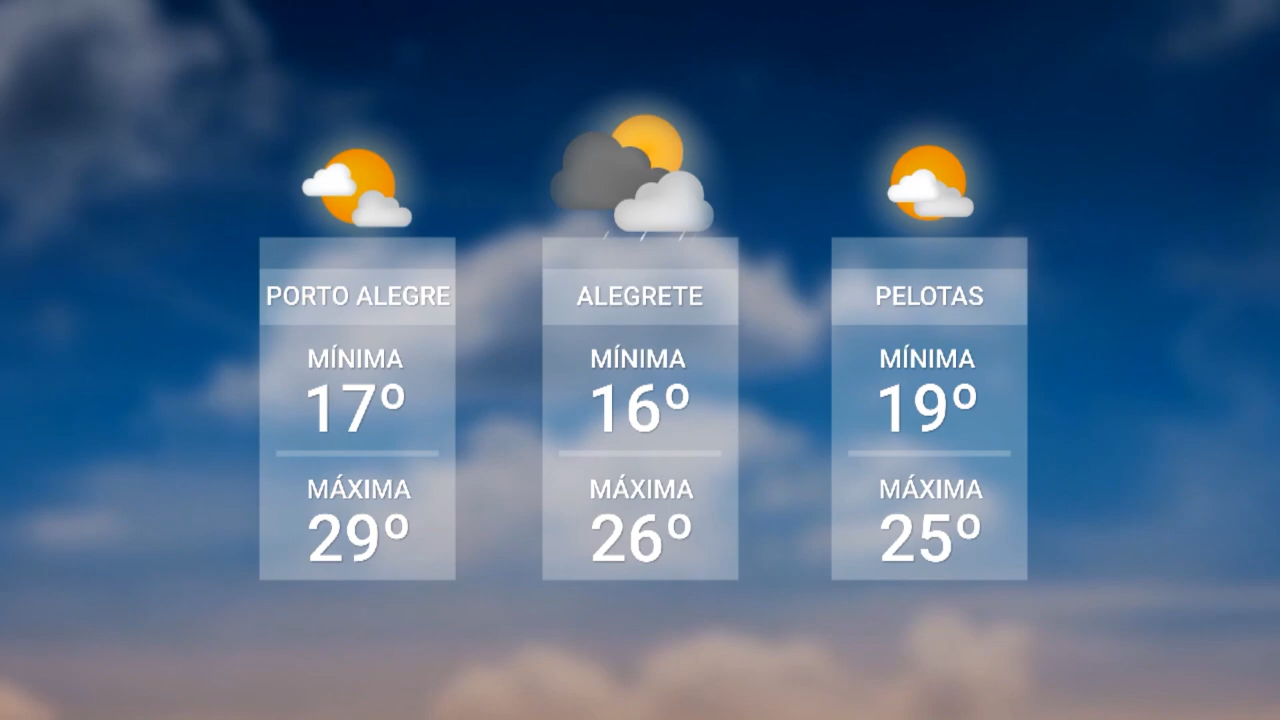 PORTO ALEGRE
MÍNIMA
17º
MÁXIMA
29º
ALEGRETE
MÍNIMA
16º
MÁXIMA
26º
PELOTAS
MÍNIMA
19º
MÁXIMA
25º